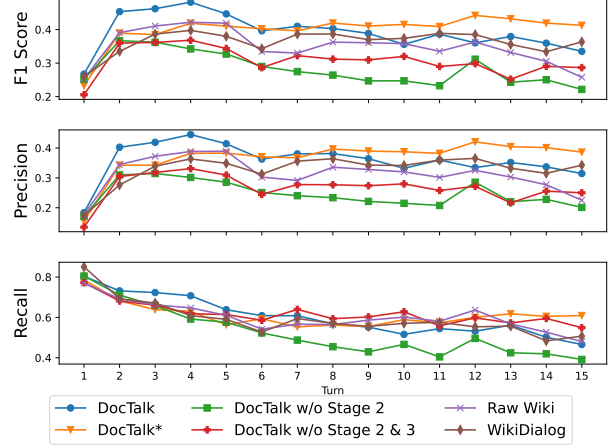 F1 Score
0.4
0.3
0.2
Precision
0.4
0.3
0.2
Recall
0.8
0.6
0.4
1 2 3 4 5 6 7 8 9 10 11 12 13 14 15
Turn
DocTalk DocTalk w/o Stage 2 Raw Wiki
DocTalk* DocTalk w/o Stage 2 & 3 WikiDialog